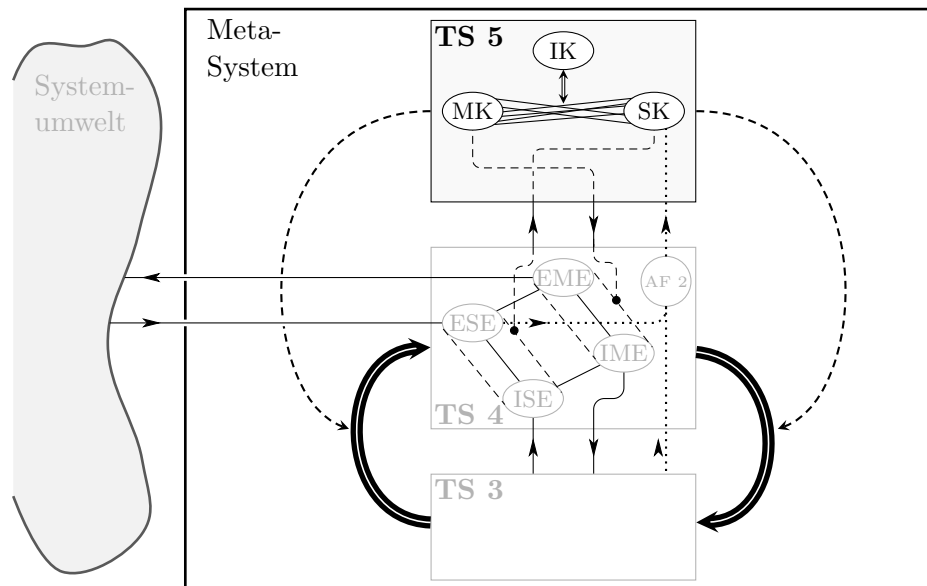 Meta-
System
System-
umwelt
TS 5
IK
MK
SK
EME
AF 2
ESE
IME
ISE
TS 4
TS 3